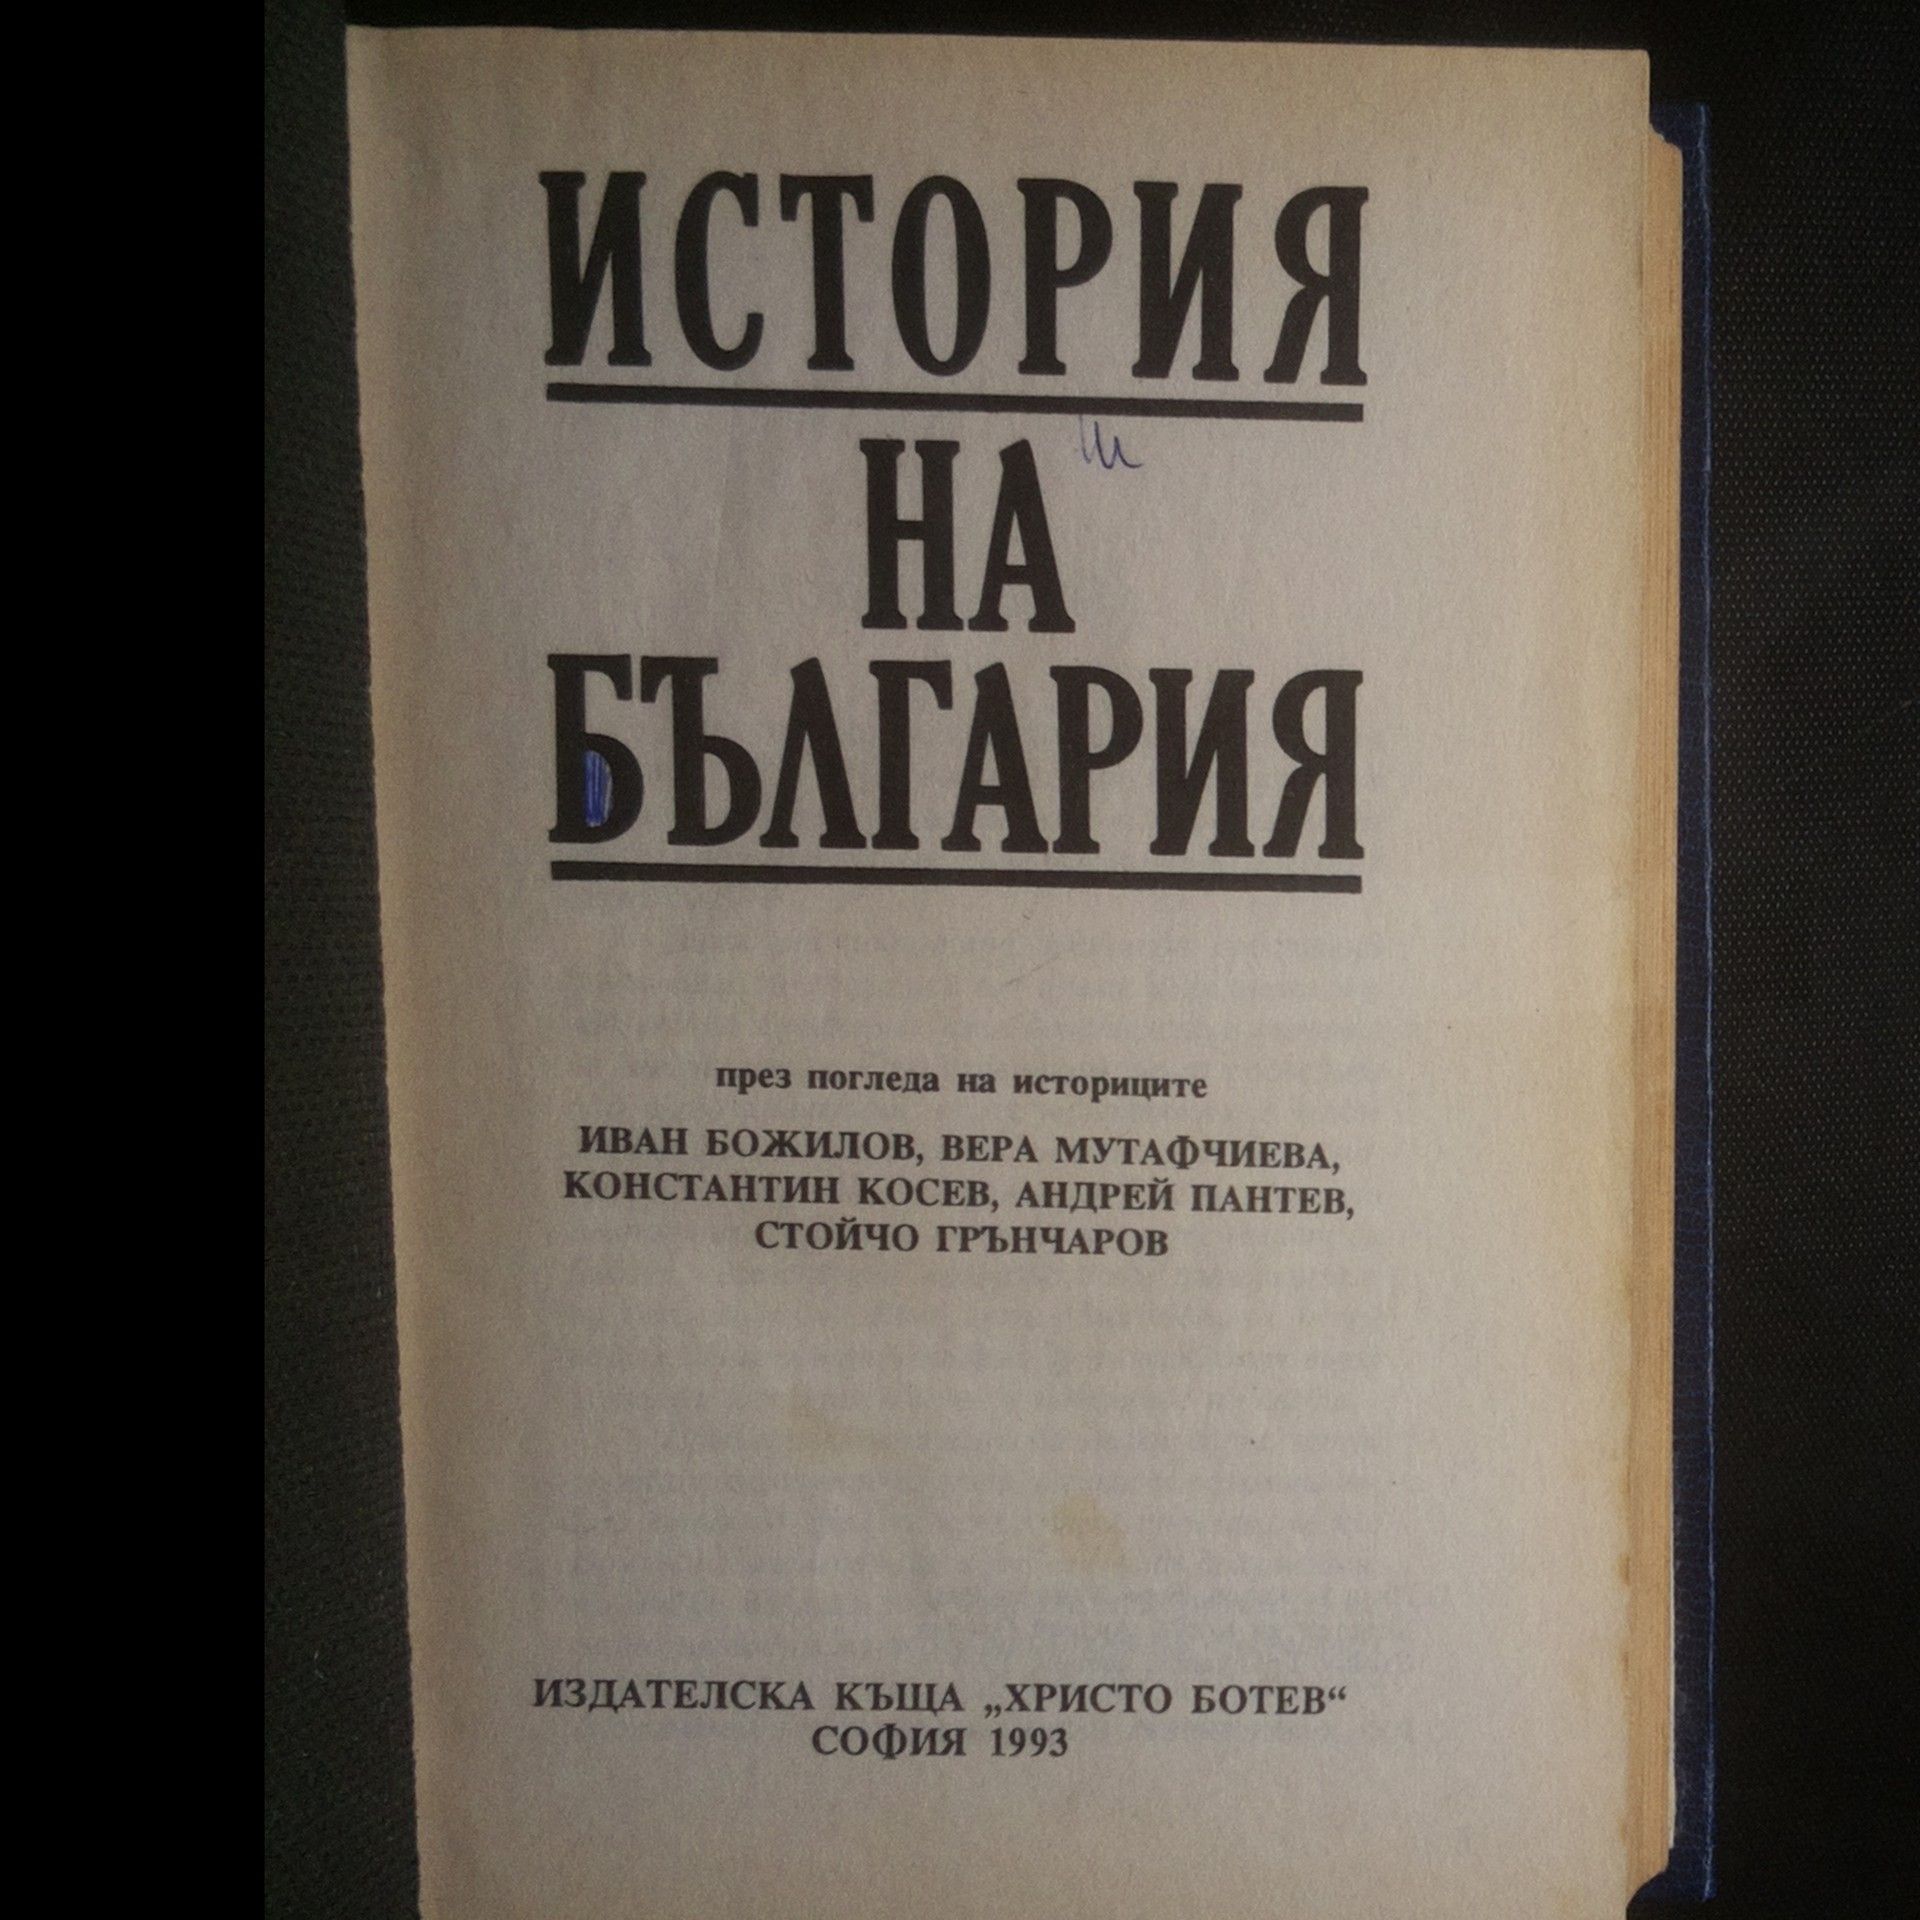 ИСТОРИЯ
НА
БЪЛГАРИЯ
през погледа на историците
ИВАН БОЖИЛОВ, ВЕРА МУТАФЧИЕВА,
КОНСТАНТИН КОСЕВ, АНДРЕЙ ПАНТЕВ,
СТОЙЧО ГРЪНЧАРОВ
ИЗДАТЕЛСКА КЪЩА „ХРИСТО БОТЕВ“
СОФИЯ 1993